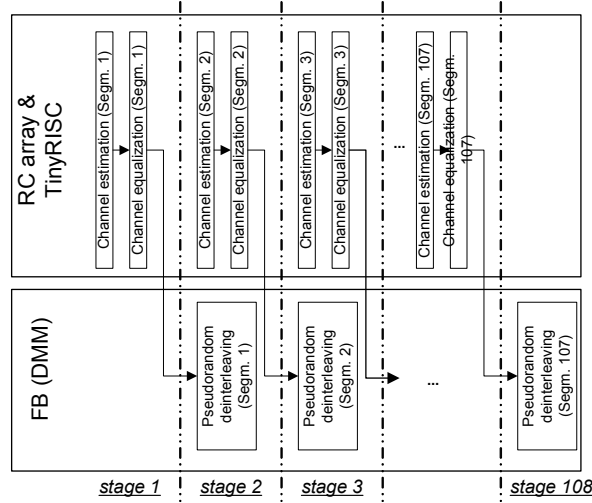 RC array &
TinyRISC
Channel estimation (Segm. 1)
Channel equalization (Segm. 1)
Channel estimation (Segm. 2)
Channel equalization (Segm. 2)
Channel estimation (Segm. 3)
Channel equalization (Segm. 3)
...
Channel estimation (Segm. 107)
Channel equalization (Segm.
107)
FB (DMM)
Pseudorandom
deinterleaving
(Segm. 1)
Pseudorandom
deinterleaving
(Segm. 2)
...
Pseudorandom
deinterleaving
(Segm. 107)
stage 1
stage 2
stage 3
stage 108